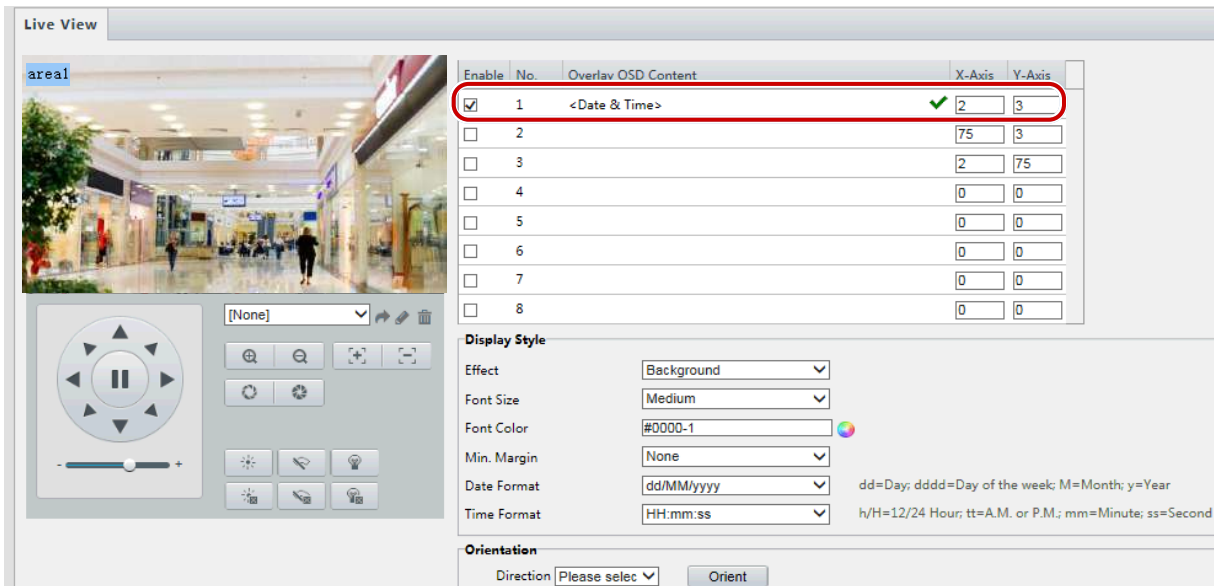 Live View
area1
Enable No. Overlay OSD Content X-Axis Y-Axis
1 <Date & Time> 2 3
2 75 3
3 2 75
4 0 0
5 0 0
6 0 0
7 0 0
8 0 0
[None]
- +
Display Style
Effect Background
Font Size Medium
Font Color #0000-1
Min. Margin None
Date Format dd/MM/yyyy dd=Day; dddd=Day of the week; M=Month; y=Year
Time Format HH:mm:ss h/H=12/24 Hour; tt=A.M. or P.M.; mm=Minute; ss=Second
Orientation
Direction Please selec Orient